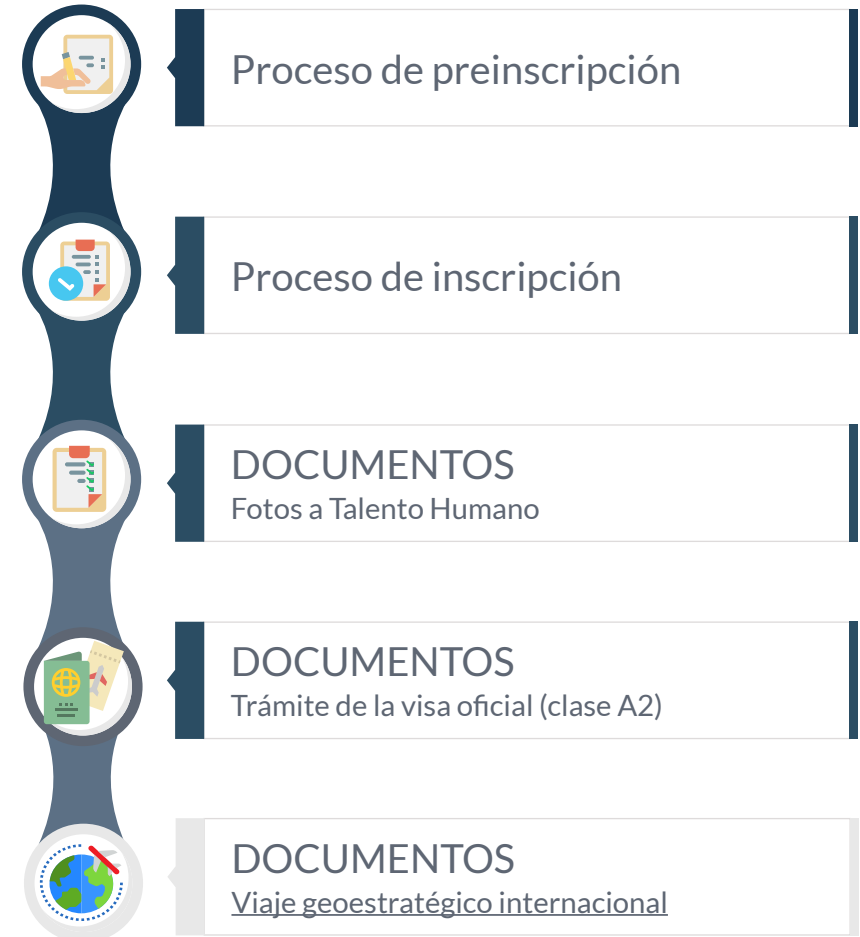 Proceso de preinscripción
Proceso de inscripción
DOCUMENTOS
Fotos a Talento Humano
DOCUMENTOS
Trámite de la visa oficial (clase A2)
DOCUMENTOS
Viaje geoestratégico internacional